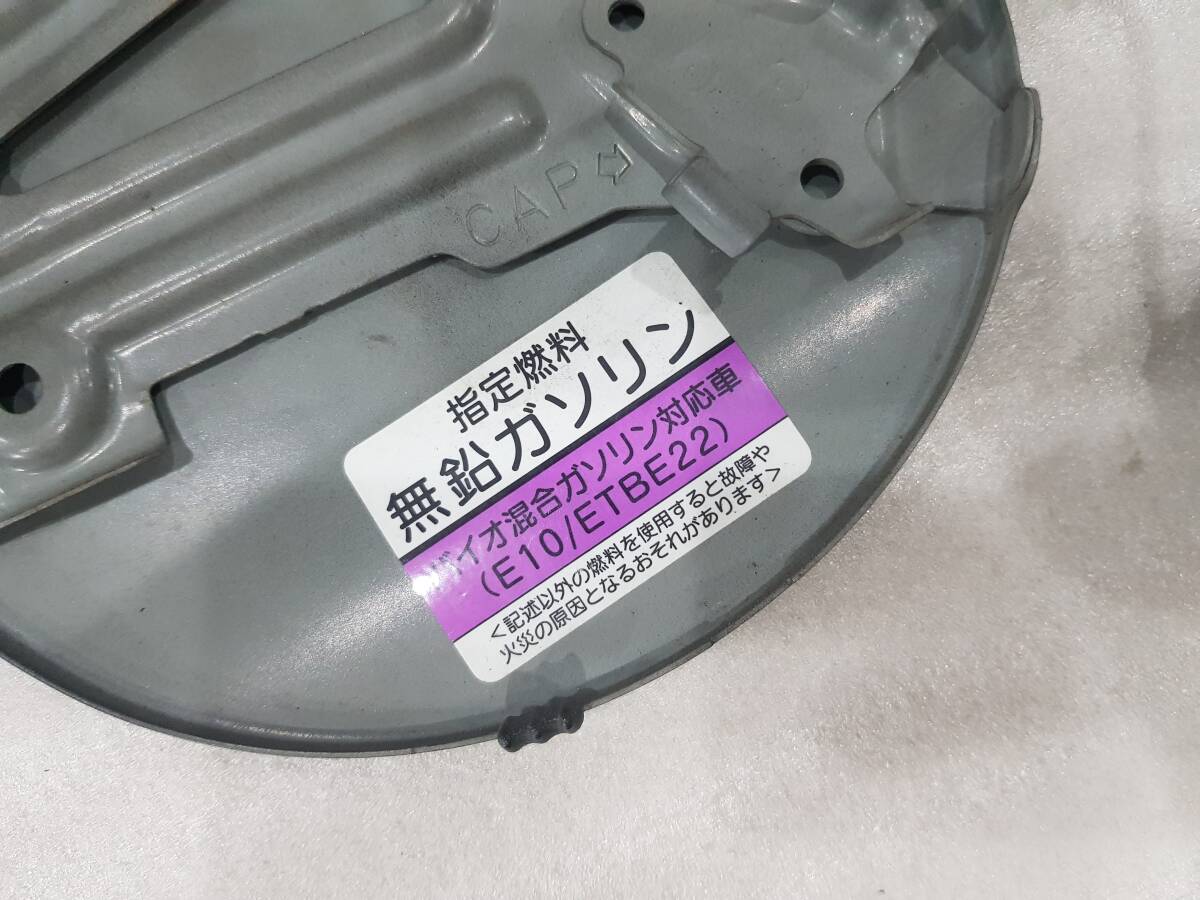 CAP
指定燃料
無鉛ガソリン
バイオ混合ガソリン対応車
(E10/ETBE22)
<記述以外の燃料を使用すると故障や
火災の原因となるおそれがあります>